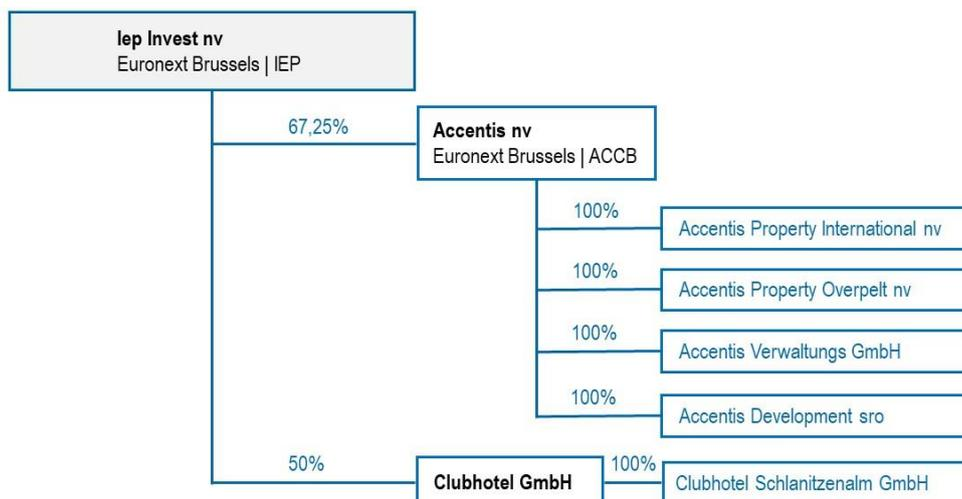 Iep Invest nv
Euronext Brussels | IEP
67,25%
Accentis nv
Euronext Brussels | ACCB
100%
Accentis Property International nv
100%
Accentis Property Overpelt nv
100%
Accentis Verwaltungs GmbH
100%
Accentis Development sro
50%
Clubhotel GmbH
100%
Clubhotel Schlanitzenalm GmbH